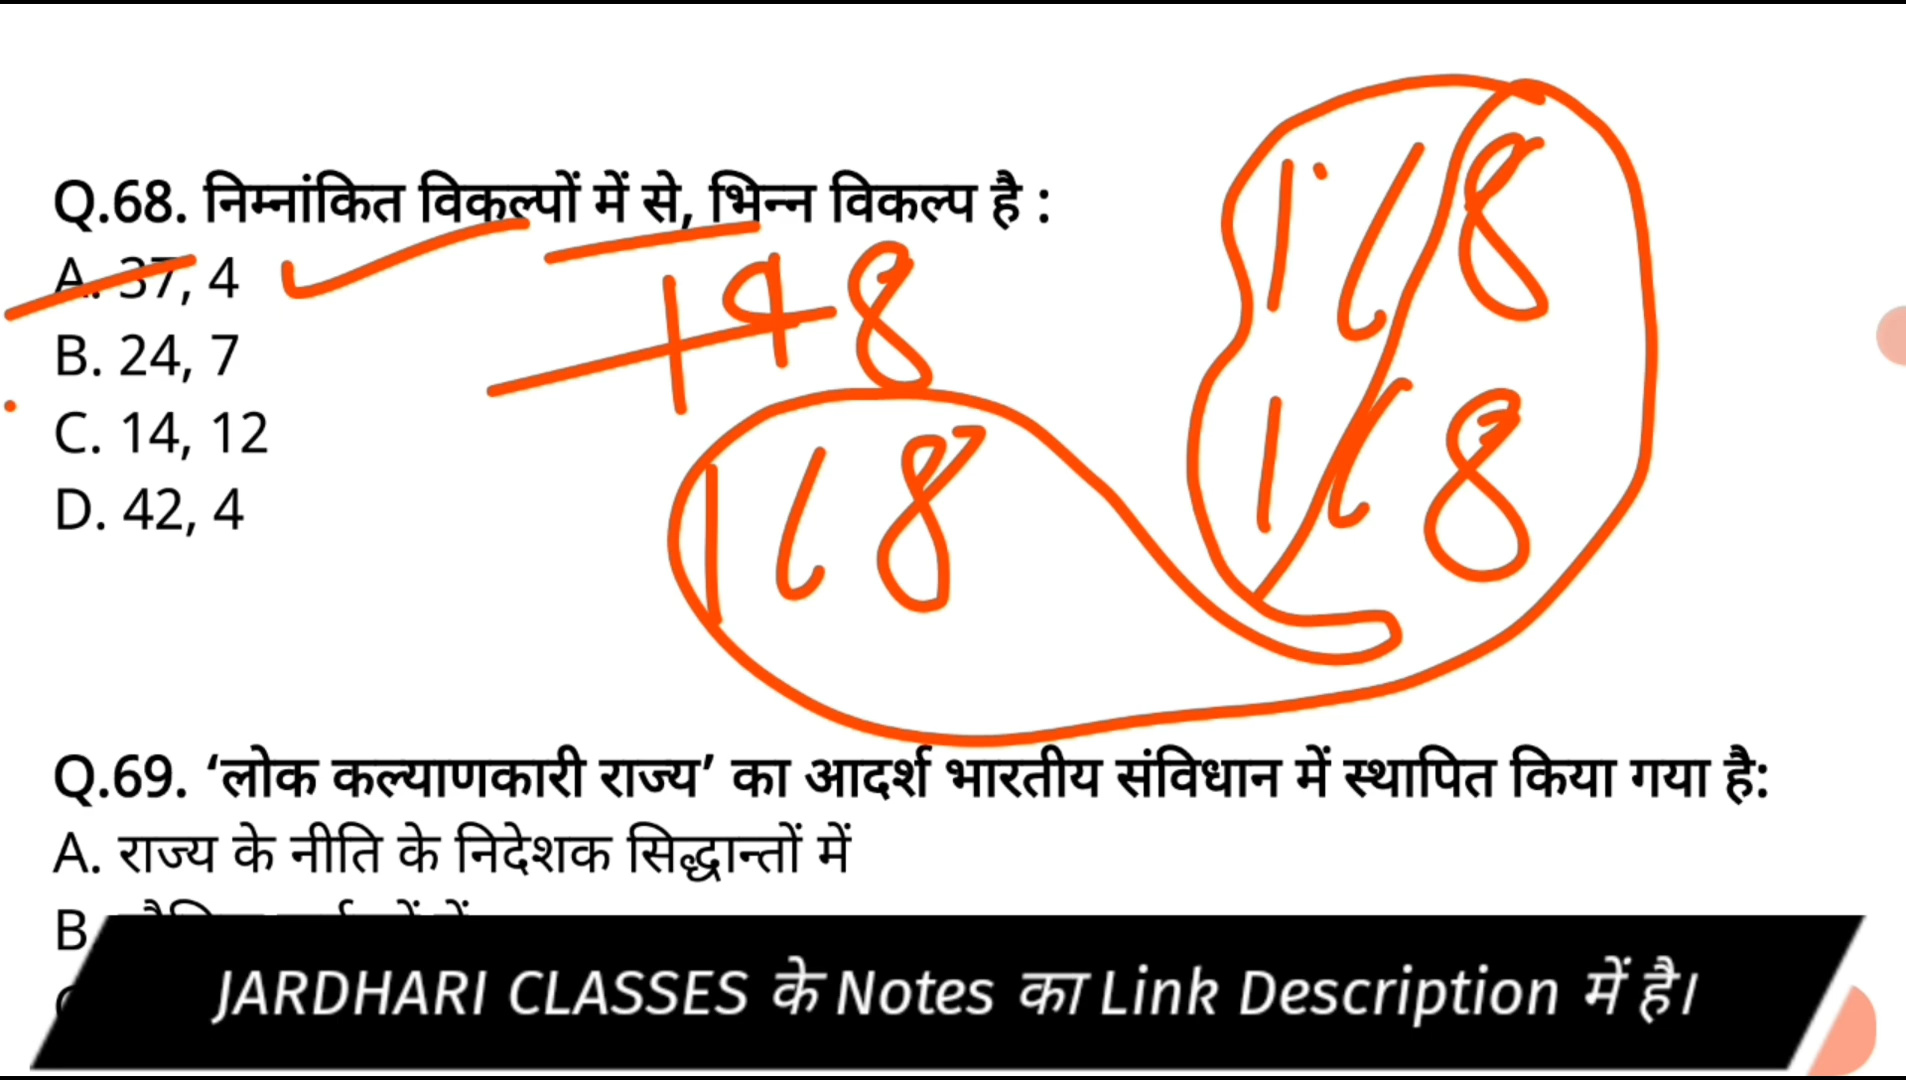 Q.68. निम्नांकित विकल्पों में से, भिन्न विकल्प है :
A. 37, 4
B. 24, 7
C. 14, 12
D. 42, 4
148
168
168
168
Q.69. ‘लोक कल्याणकारी राज्य’ का आदर्श भारतीय संविधान में स्थापित किया गया है:
A. राज्य के नीति के निदेशक सिद्धान्तों में
B
JARDHARI CLASSES के Notes का Link Description में है।